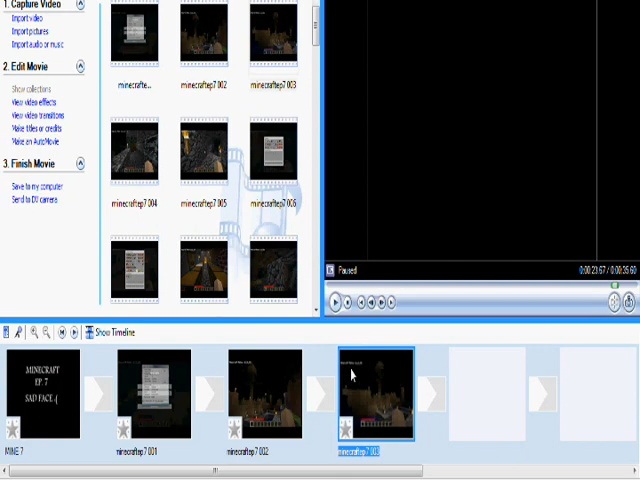 1. Capture Video
Import video
Import pictures
Import audio or music
2. Edit Movie
Show collections
View video effects
View video transitions
Make titles or credits
Make an AutoMovie
3. Finish Movie
Save to my computer
Send to DV camera
minecrafte...
minecraftep7 002
minecraftep7 003
minecraftep7 004
minecraftep7 005
minecraftep7 006
Paused
0:00:23.67 / 0:00:35.60
Show Timeline
MINECRAFT
EP. 7
SAD FACE :(
MINE 7
minecraftep7 001
minecraftep7 002
minecraftep7 003